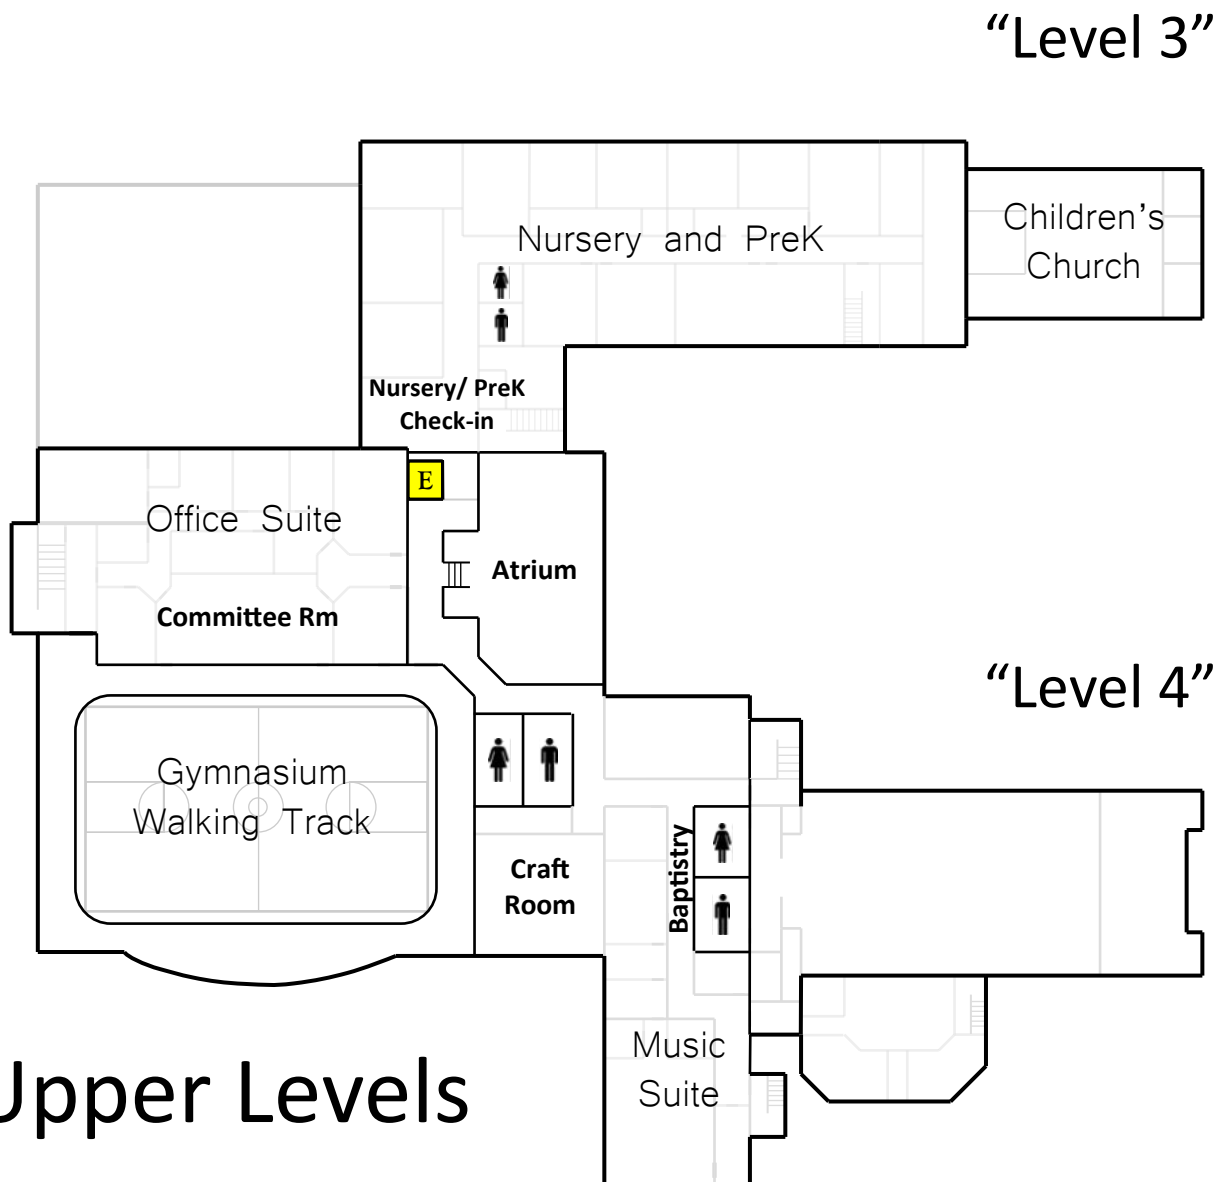 “Level 3”
Children’s
Church
Nursery and PreK
Nursery/ PreK
Check-in
E
Office Suite
Atrium
Committee Rm
“Level 4”
Gymnasium
Walking Track
Craft
Room
Baptistry
Music
Suite
Upper Levels